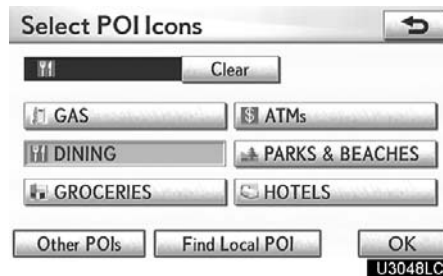 Select POI Icons
Clear
GAS
$ ATMs
DINING
PARKS & BEACHES
GROCERIES
HOTELS
Other POIs
Find Local POI
OK
U3048LC